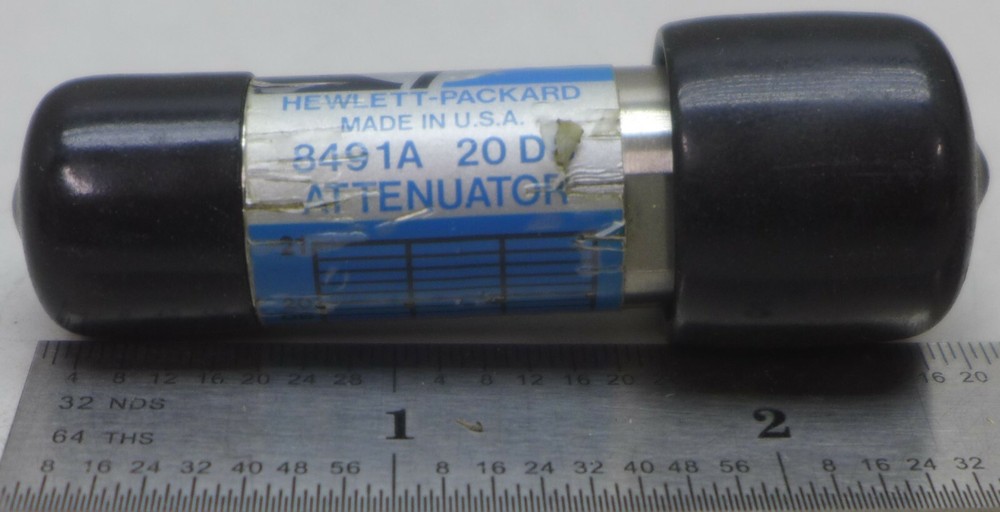 HEWLETT-PACKARD
MADE IN U.S.A.
8491A 20 D
ATTENUATOR
21
4 8 12 16 20 24 28 4 8 12 16 20 16 20
32 NDS
1 2
64 THS
8 16 24 32 40 48 56 8 16 24 32 40 48 56 8 16 24 32